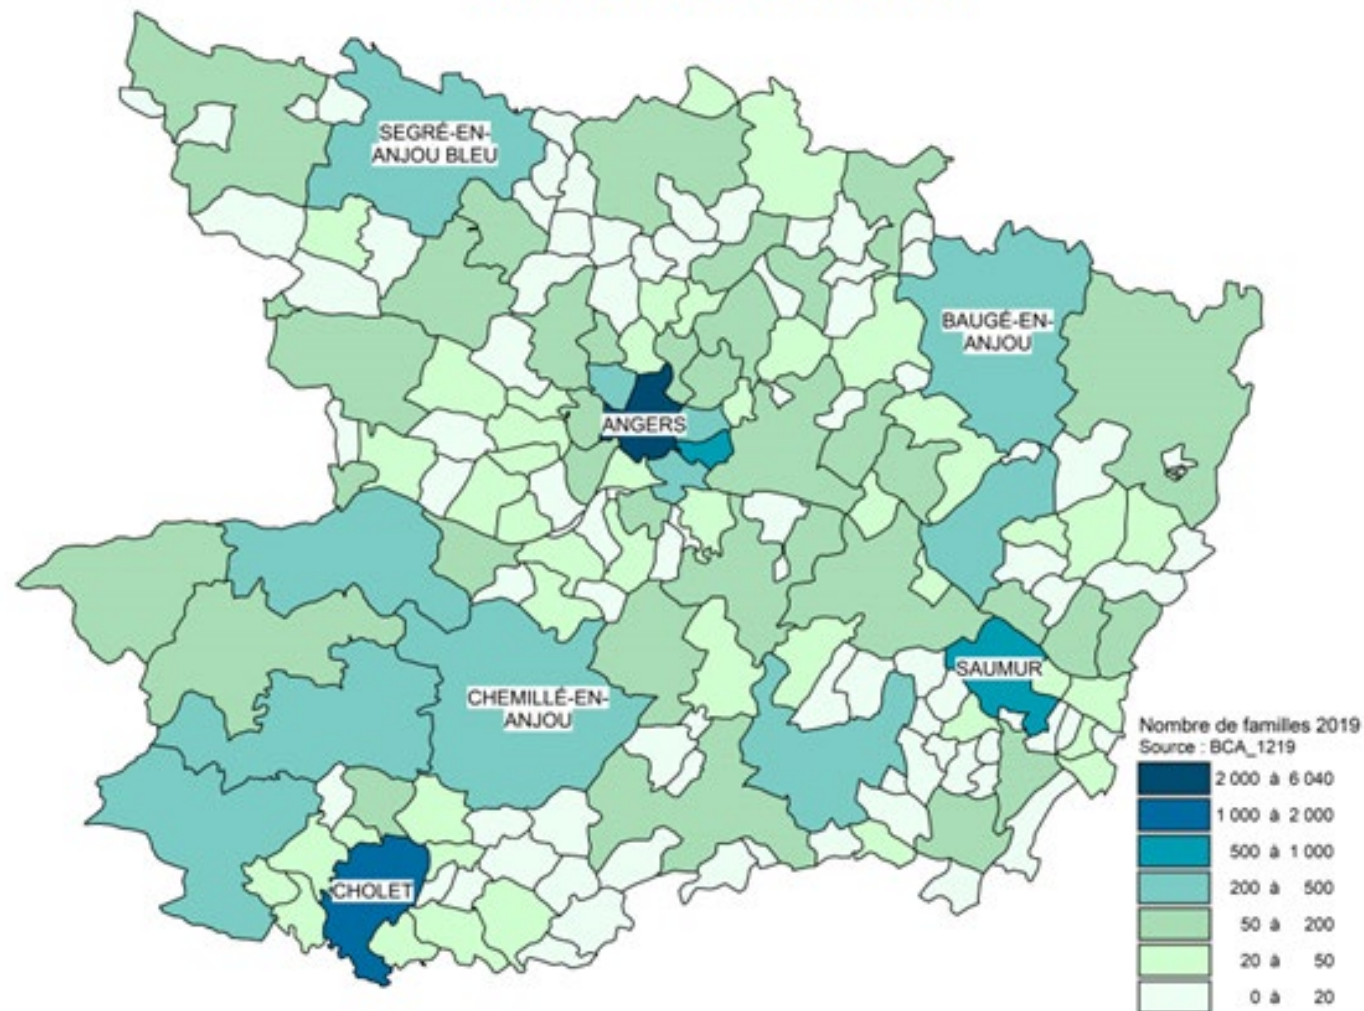 SEGRÉ-EN-
ANJOU BLEU
BAUGÉ-EN-
ANJOU
ANGERS
SAUMUR
CHEMILLÉ-EN-
ANJOU
CHOLET
Nombre de familles 2019
Source : BCA_1219
2 000 à 6 040
1 000 à 2 000
500 à 1 000
200 à 500
50 à 200
20 à 50
0 à 20